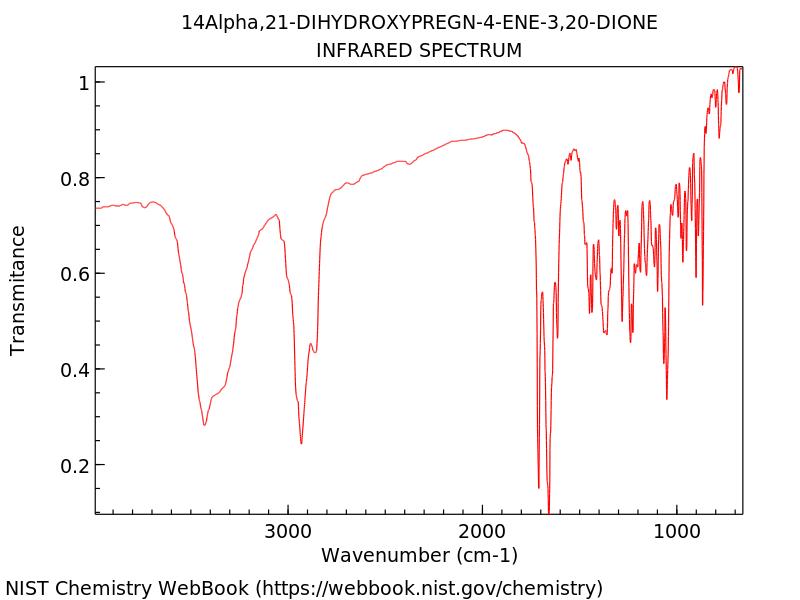 14Alpha,21-DIHYDROXYPREGN-4-ENE-3,20-DIONE
INFRARED SPECTRUM
1
0.8
0.6
0.4
0.2
Transmitance
3000 2000 1000
Wavenumber (cm-1)
NIST Chemistry WebBook (https://webbook.nist.gov/chemistry)